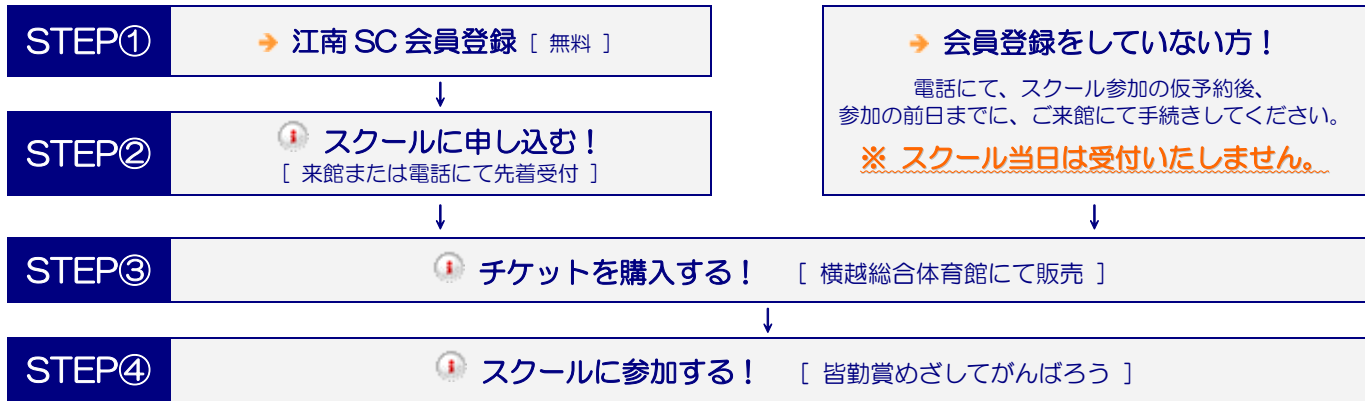 STEP① 江南 SC 会員登録 [ 無料 ]
STEP② スクールに申し込む!
[ 来館または電話にて先着受付 ]
会員登録をしていない方!
電話にて、スクール参加の仮予約後、
参加の前日までに、ご来館にて手続きしてください。
※ スクール当日は受付いたしません。
STEP③ チケットを購入する! [ 横越総合体育館にて販売 ]
STEP④ スクールに参加する! [ 皆勤賞めざしてがんばろう ]